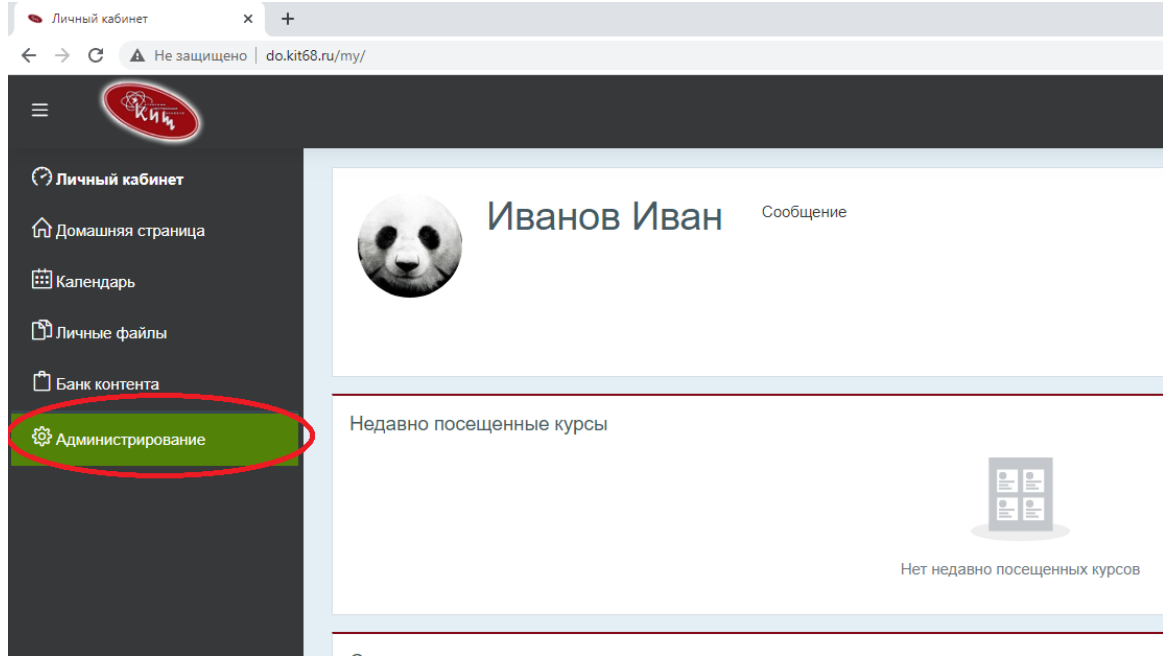 Личный кабинет
Не защищено | do.kit68.ru/my/
Личный кабинет
Домашняя страница
Календарь
Личные файлы
Банк контента
Администрирование
Иванов Иван
Сообщение
Недавно посещенные курсы
Нет недавно посещенных курсов